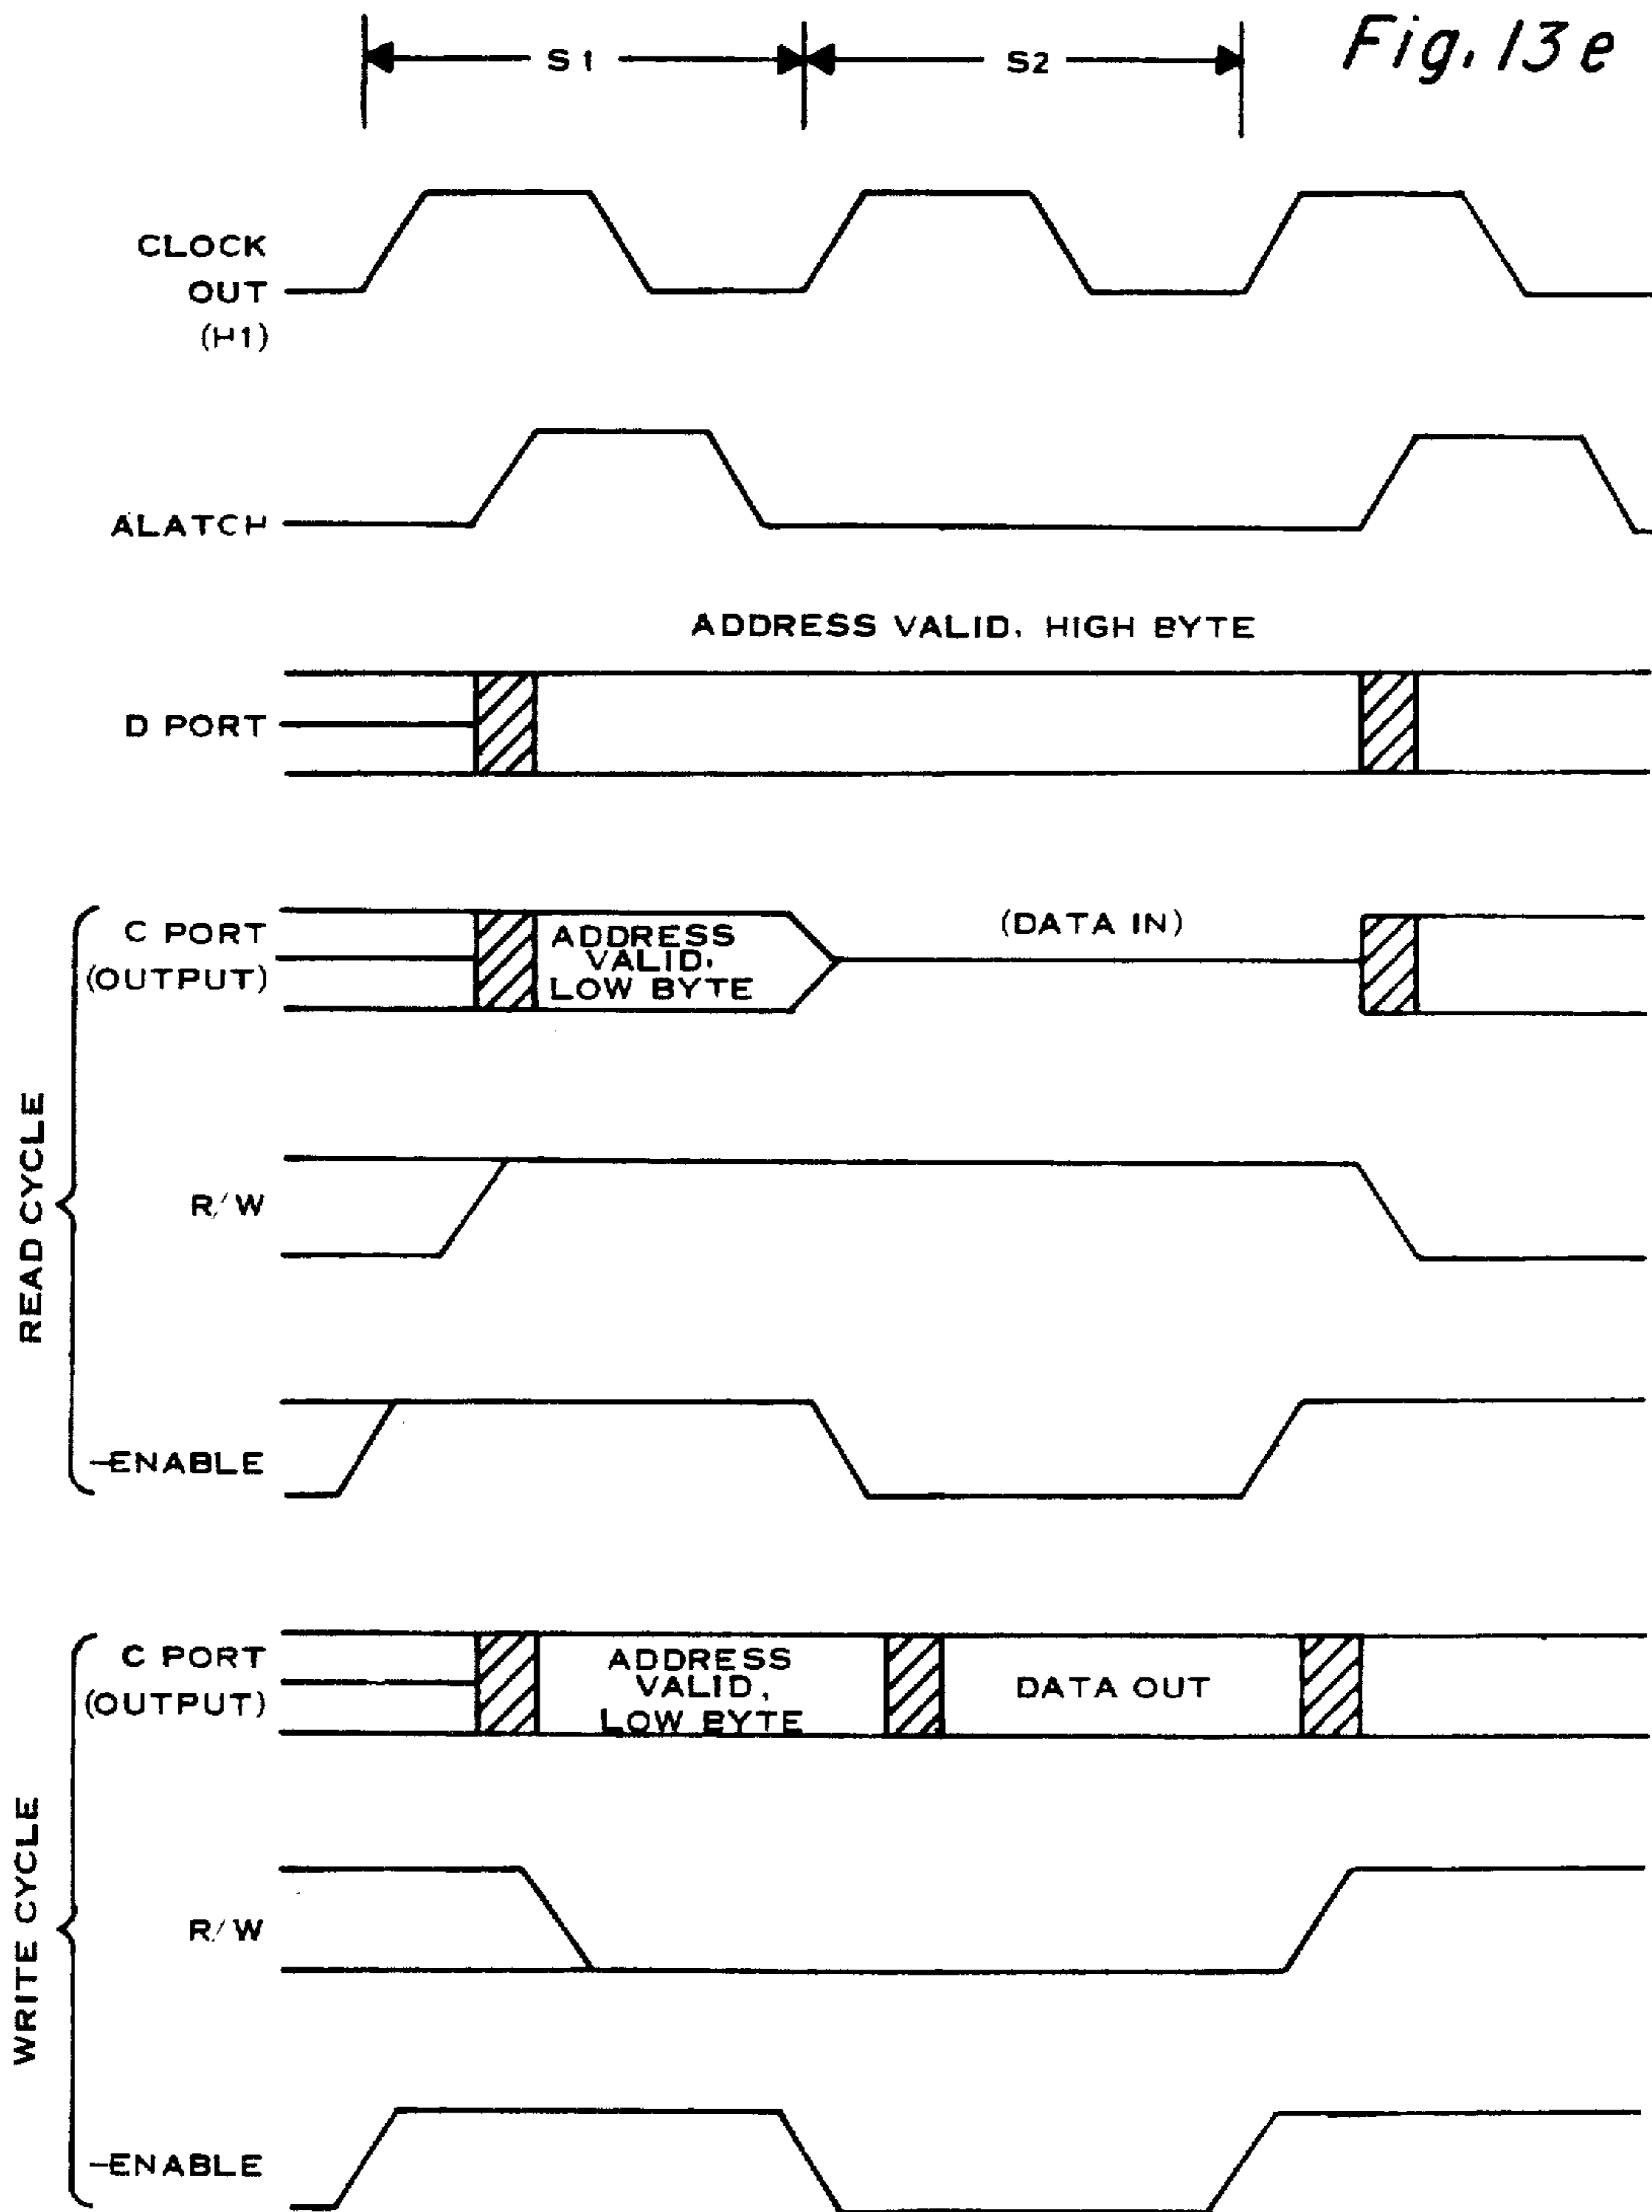 Fig. 13e
S1
S2
CLOCK
OUT
(H1)
ALATCH
ADDRESS VALID, HIGH BYTE
D PORT
READ CYCLE
C PORT
(OUTPUT)
ADDRESS
VALID,
LOW BYTE
(DATA IN)
R/W
-ENABLE
WRITE CYCLE
C PORT
(OUTPUT)
ADDRESS
VALID,
LOW BYTE
DATA OUT
R/W
-ENABLE